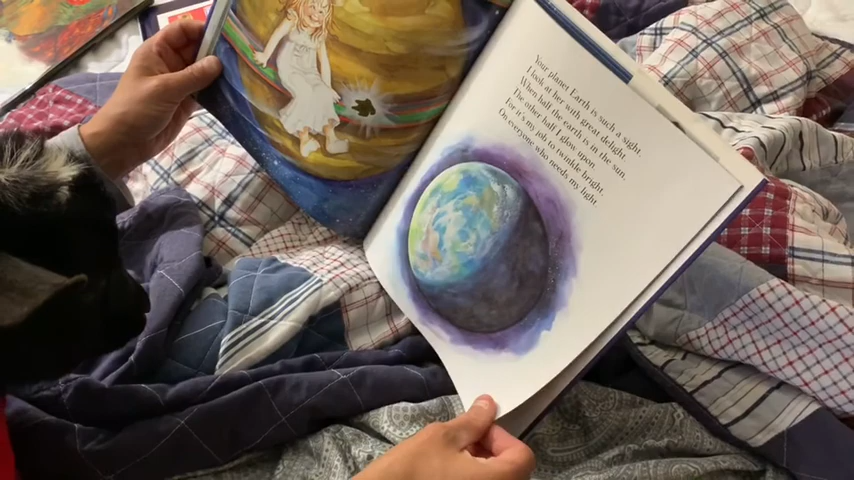 Your planet Earth is such a sight.
I look at her with great delight.
When half the earth is in the sun,
The other half I glow upon.
For it's my job to twinkle bright,
On everyone who needs my light.